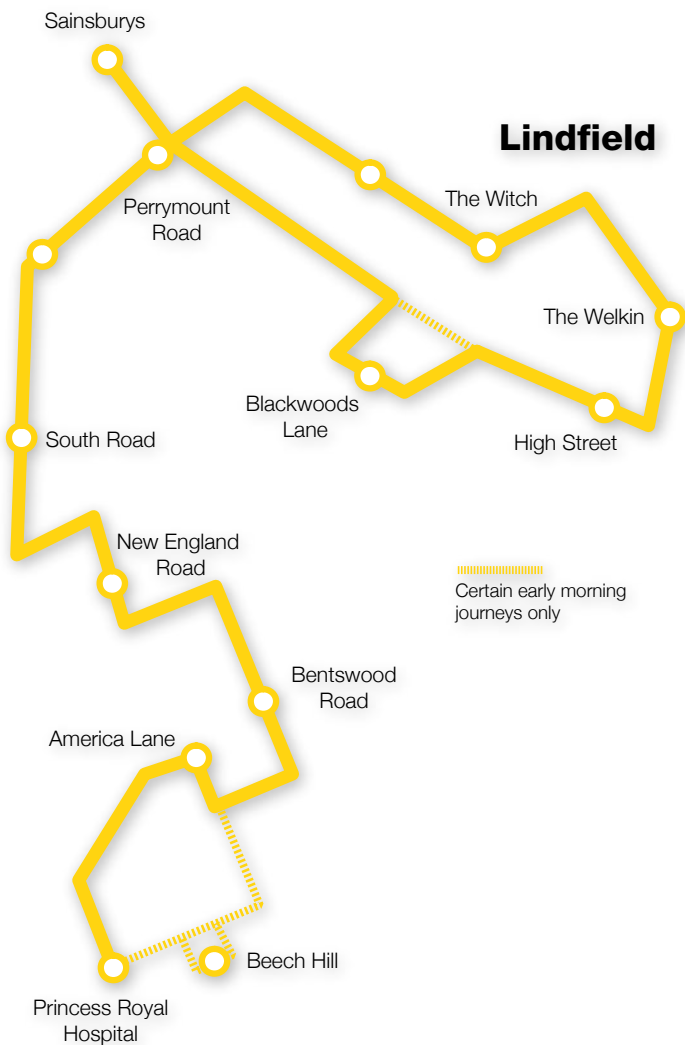 Sainsburys
Lindfield
The Witch
Perrymount
Road
The Welkin
Blackwoods
Lane
High Street
South Road
New England
Road
Certain early morning
journeys only
Bentswood
Road
America Lane
Beech Hill
Princess Royal
Hospital